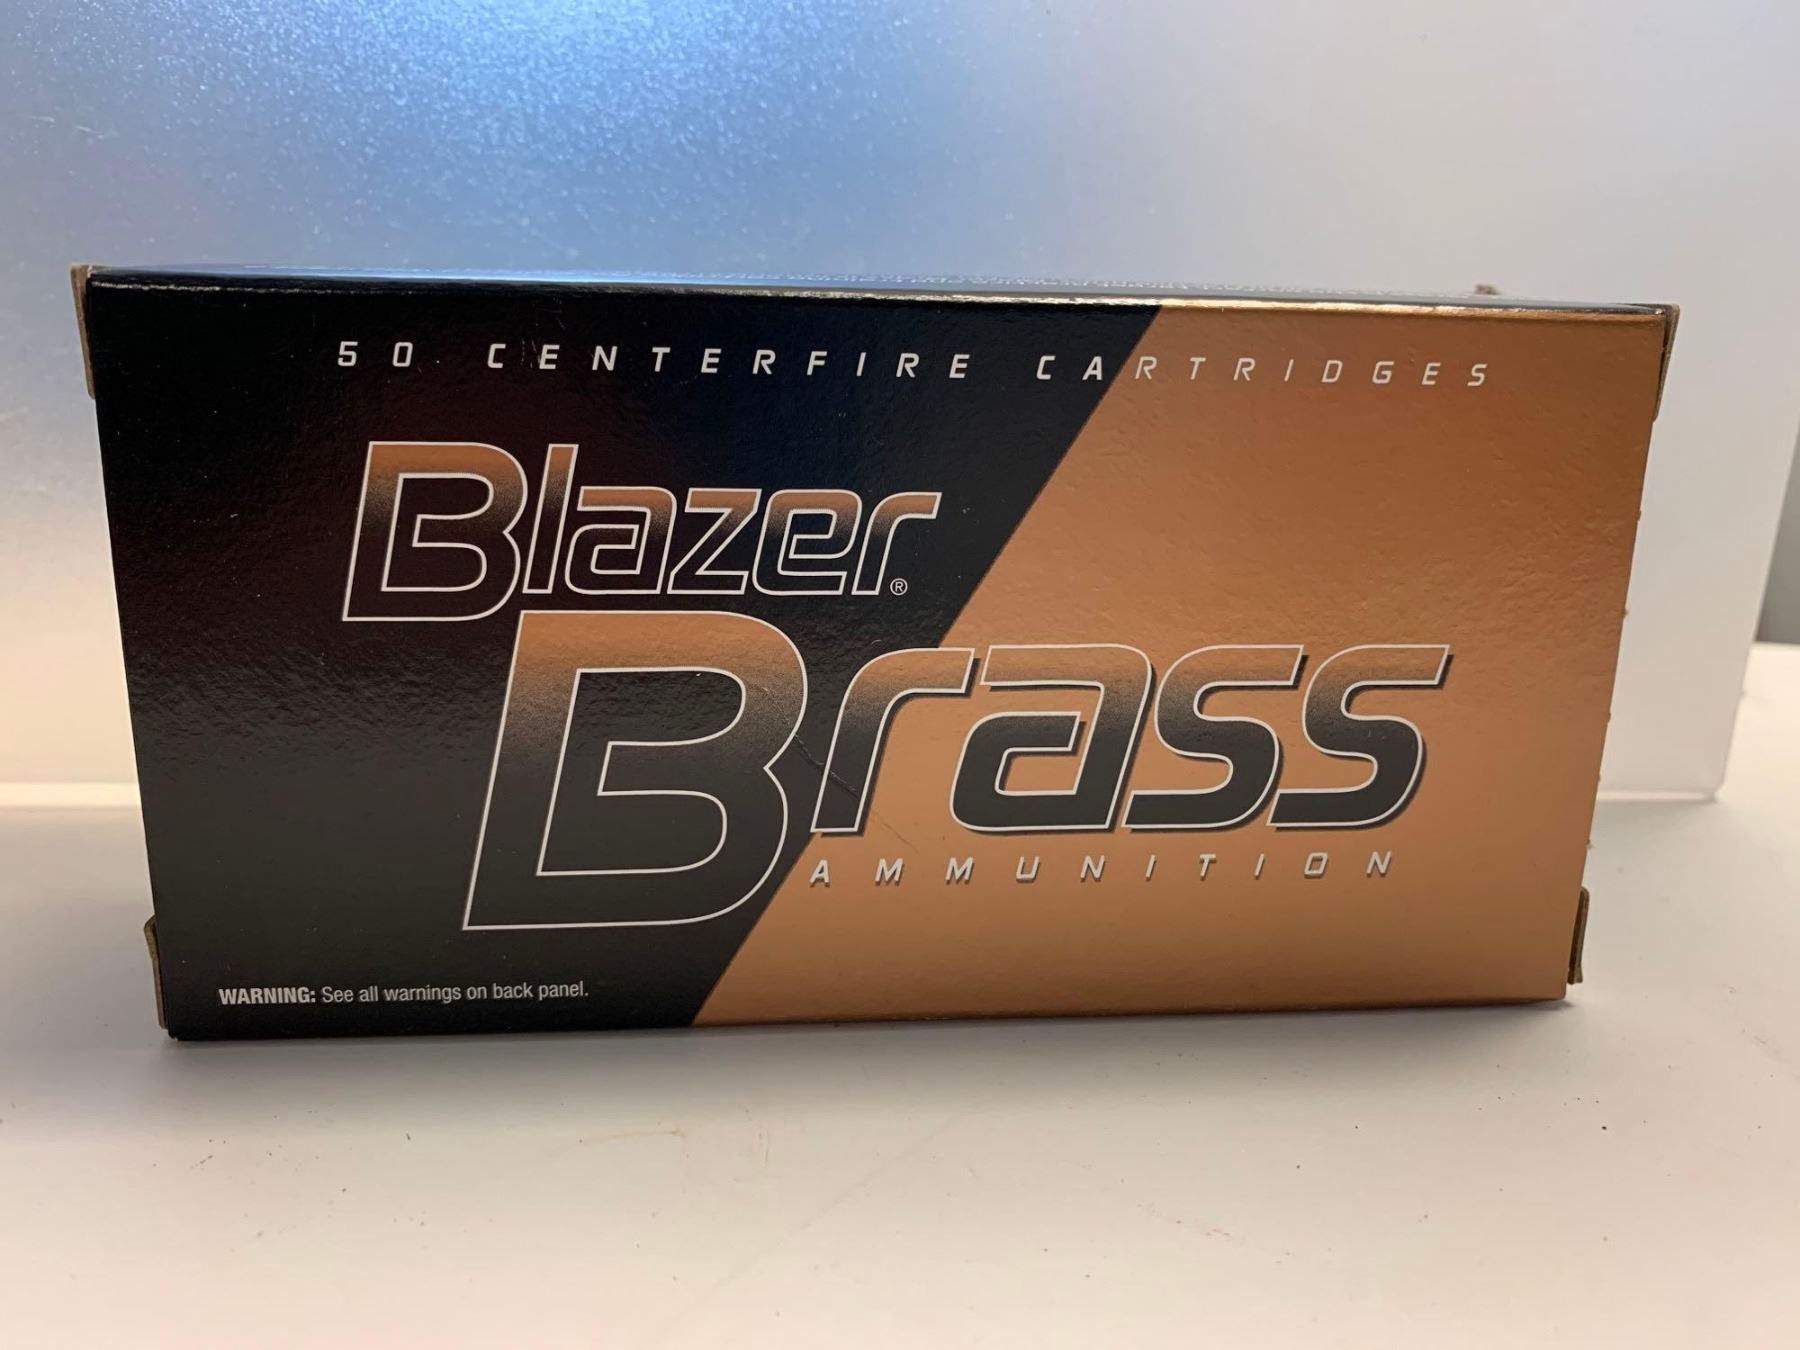 50 CENTERFIRE CARTRIDGES
Blazer®
Brass
AMMUNITION
WARNING: See all warnings on back panel.